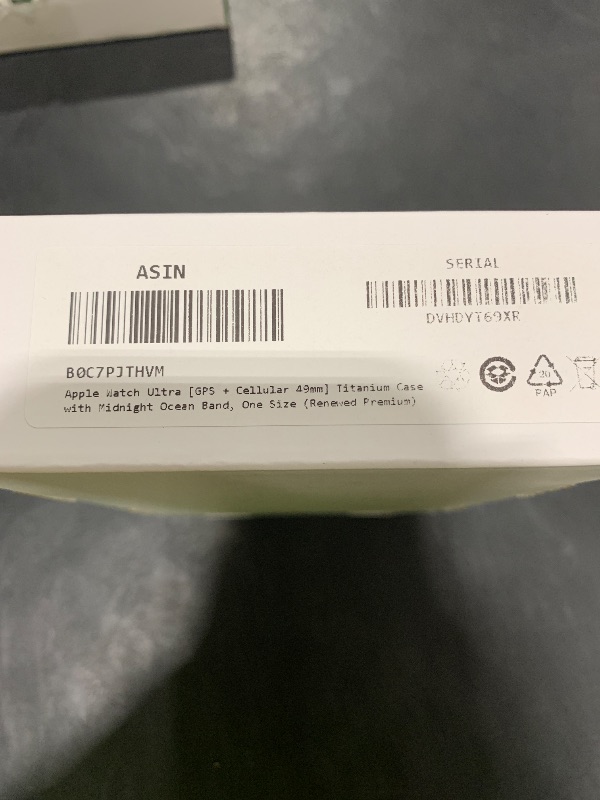 ASIN
SERIAL
DVHDYT69XR
B0C7PJTHVM
Apple Watch Ultra [GPS + Cellular 49mm] Titanium Case
with Midnight Ocean Band, One Size (Renewed Premium)
20
PAP